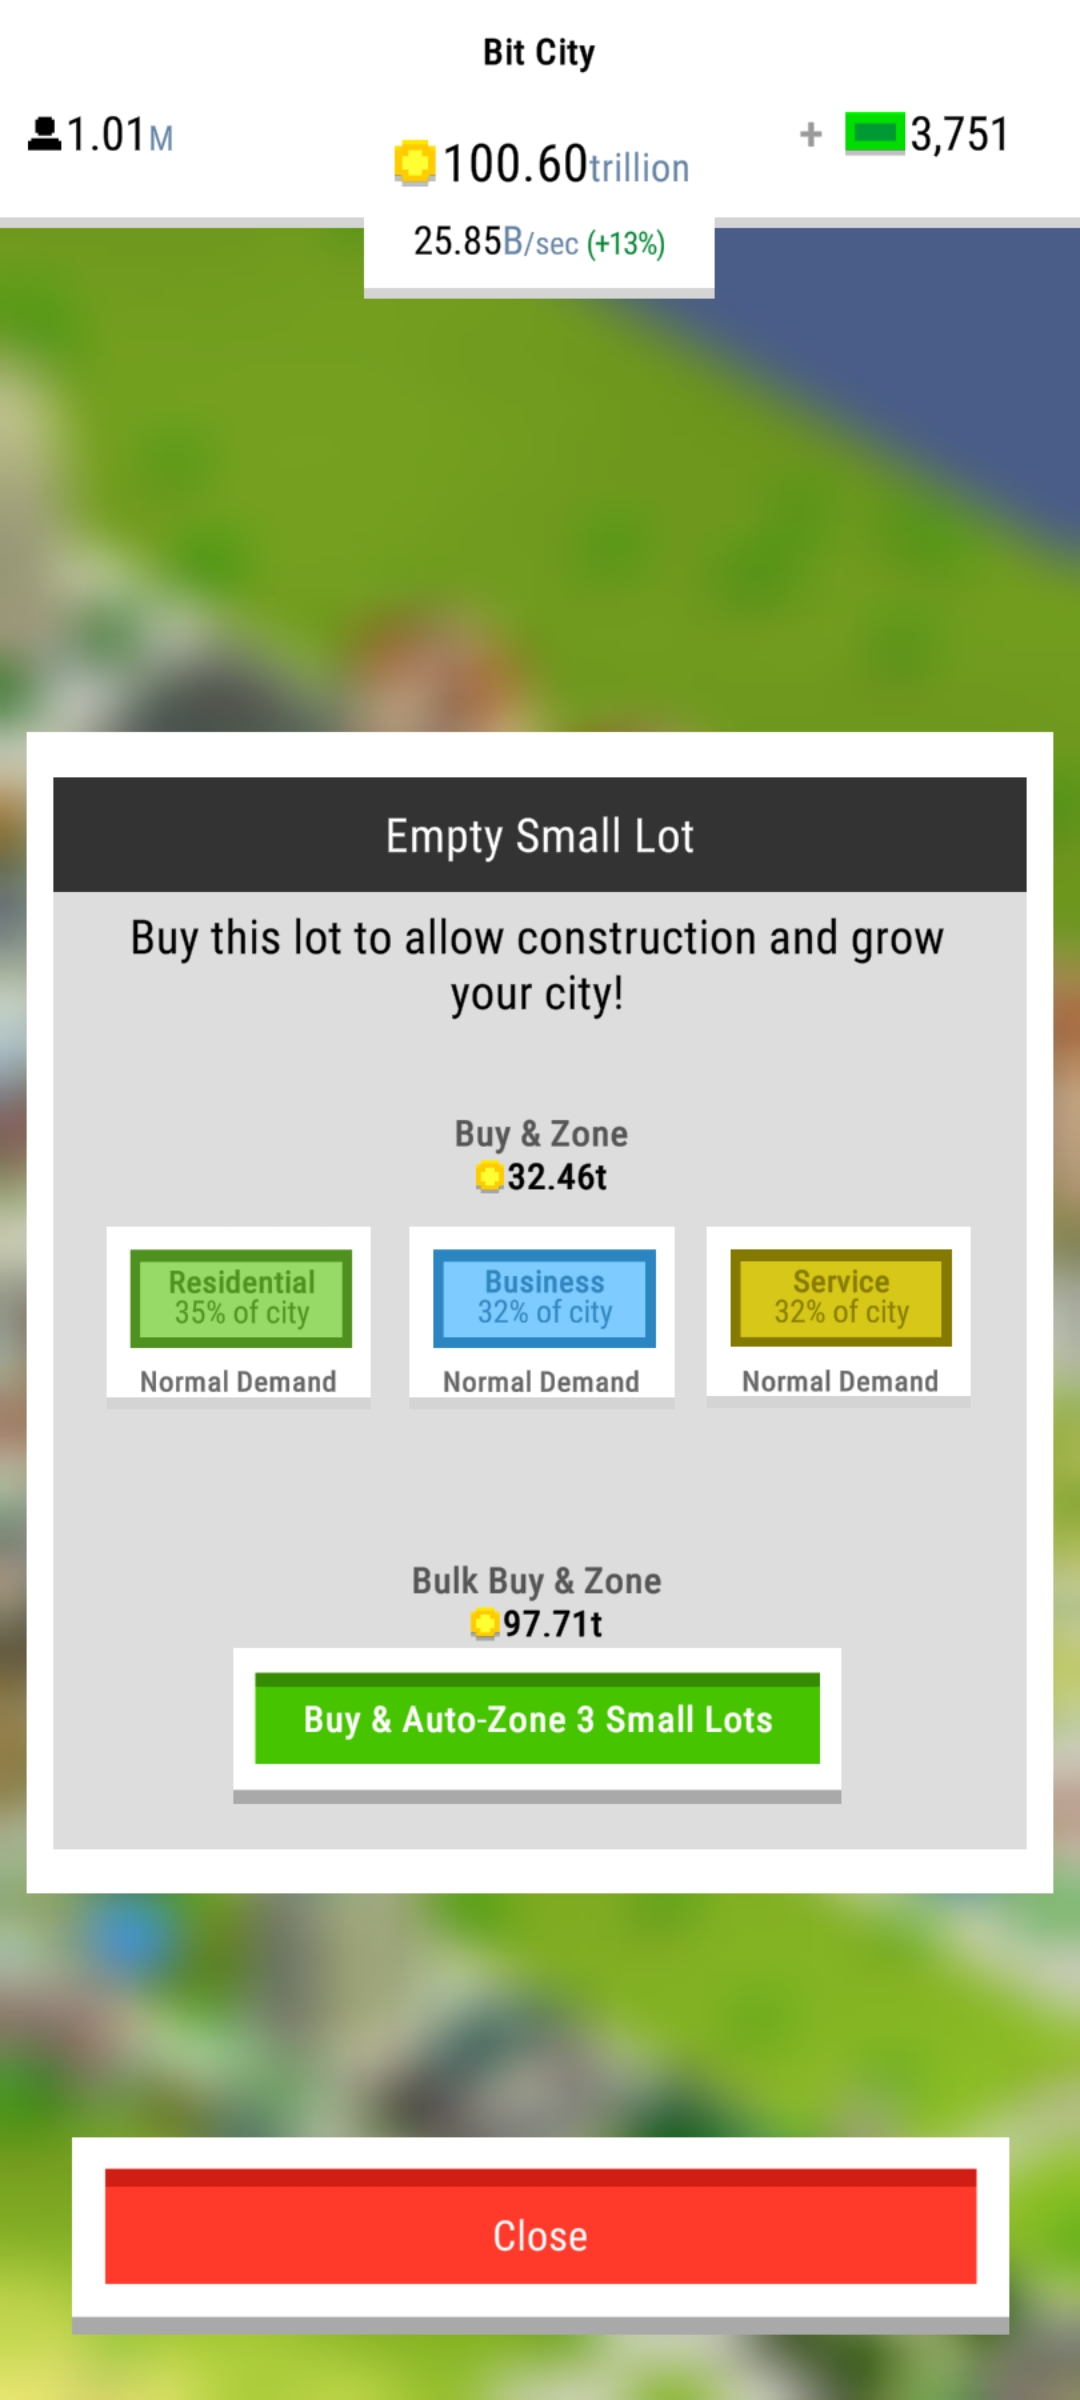 Bit City
1.01M
100.60trillion
+ 3,751
25.85B/sec (+13%)
Empty Small Lot
Buy this lot to allow construction and grow
your city!
Buy & Zone
32.46t
Residential
35% of city
Normal Demand
Business
32% of city
Normal Demand
Service
32% of city
Normal Demand
Bulk Buy & Zone
97.71t
Buy & Auto-Zone 3 Small Lots
Close